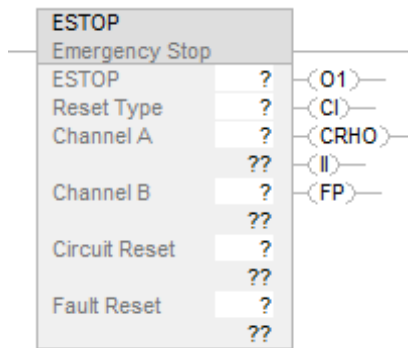 ESTOP
Emergency Stop
ESTOP ? (O1)
Reset Type ? (CI)
Channel A ? (CRHO)
?? (II)
Channel B ? (FP)
??
Circuit Reset ?
??
Fault Reset ?
??